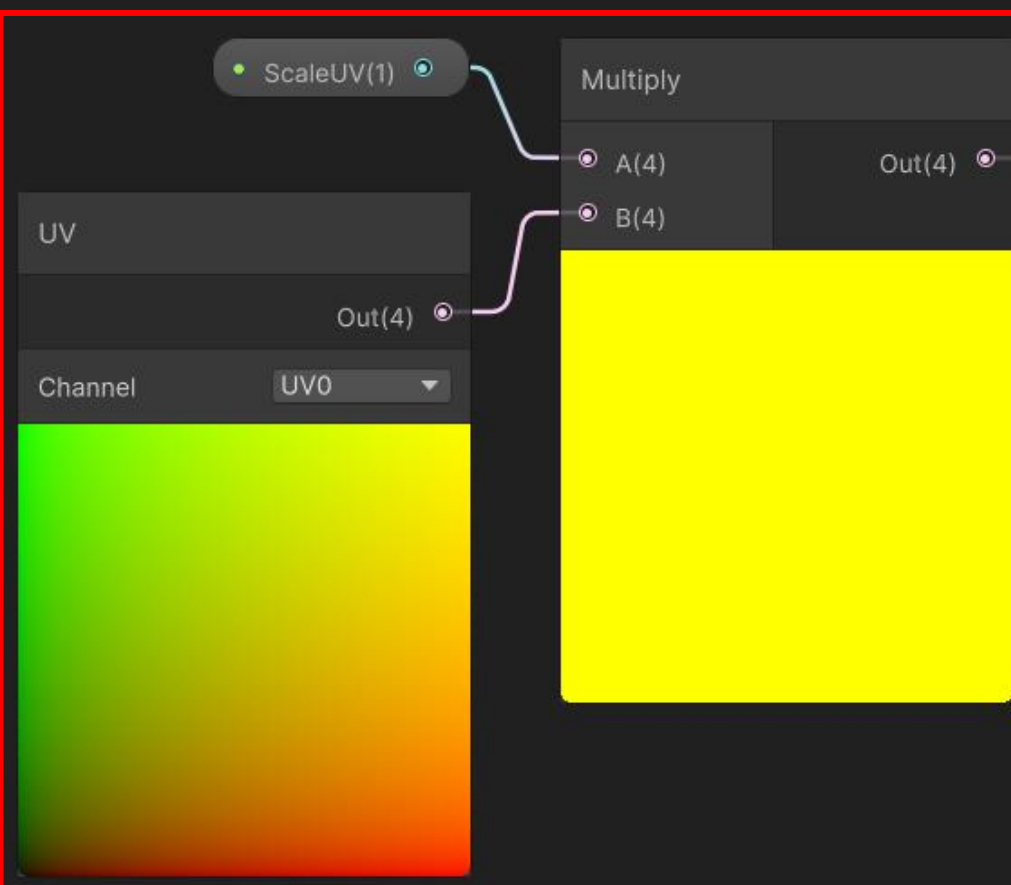 ScaleUV(1)
Multiply
A(4)
Out(4)
B(4)
UV
Out(4)
Channel
UV0